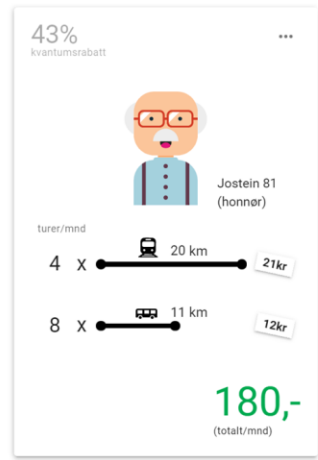 43%
kvantumsrabatt
Jostein 81
(honnør)
turer/mnd
20 km
4 x
21kr
11 km
8 x
12kr
180,-
(totalt/mnd)